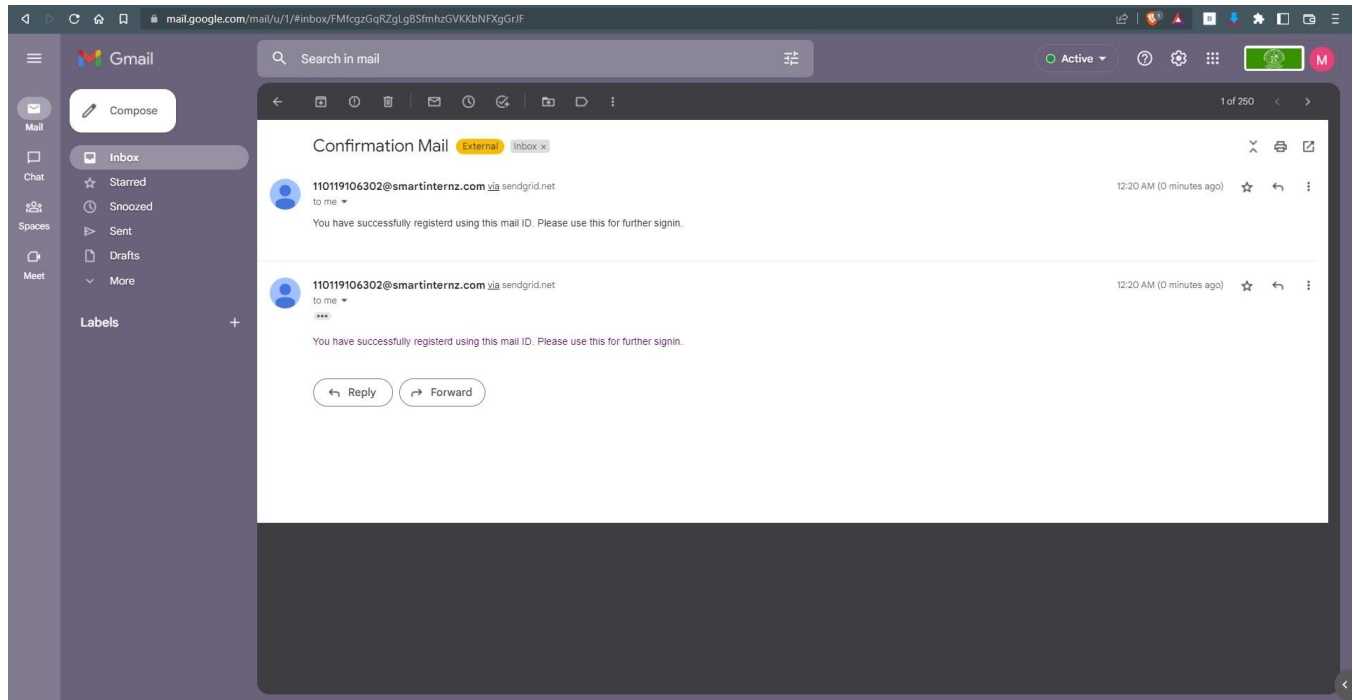 mail.google.com/mail/u/1/#inbox/FMfcgzGqRZgLg8SfmhzGVKKbNFXgGrJF
Gmail
Search in mail
Active
M
Mail
Compose
1 of 250
Chat
Inbox
Starred
Spaces
Snoozed
Sent
Meet
Drafts
More
Labels
Confirmation Mail External Inbox x
110119106302@smartinternz.com via sendgrid.net 12:20 AM (0 minutes ago)
to me
You have successfully registerd using this mail ID. Please use this for further signin.
110119106302@smartinternz.com via sendgrid.net 12:20 AM (0 minutes ago)
to me
You have successfully registerd using this mail ID. Please use this for further signin.
Reply Forward